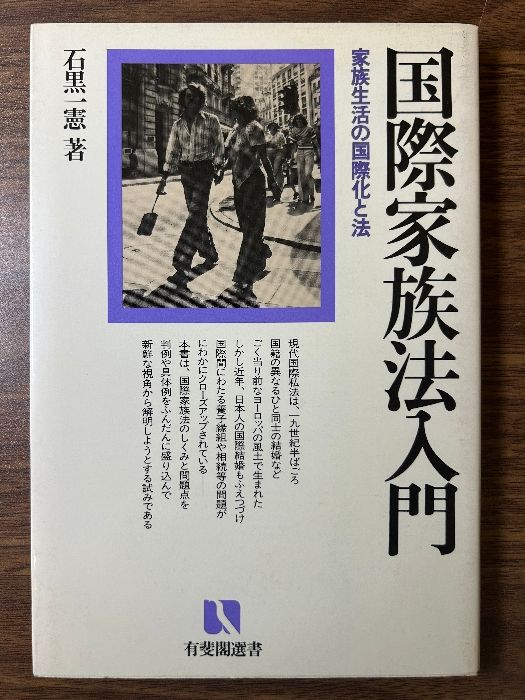 国際家族法入門
家族生活の国際化と法
石黒一憲 著
現代国際私法は、一九世紀半ばごろ
国籍の異なるひと同士の結婚など
ごく当り前なヨーロッパの風土で生まれた
しかし近年、日本人の国際結婚もふえつづけ
国際間にわたる養子縁組や相続等の問題が
にわかにクローズアップされている
本書は、国際家族法のしくみと問題点を
判例や具体例をふんだんに盛り込んで
新鮮な視角から解明しようとする試みである
有斐閣選書